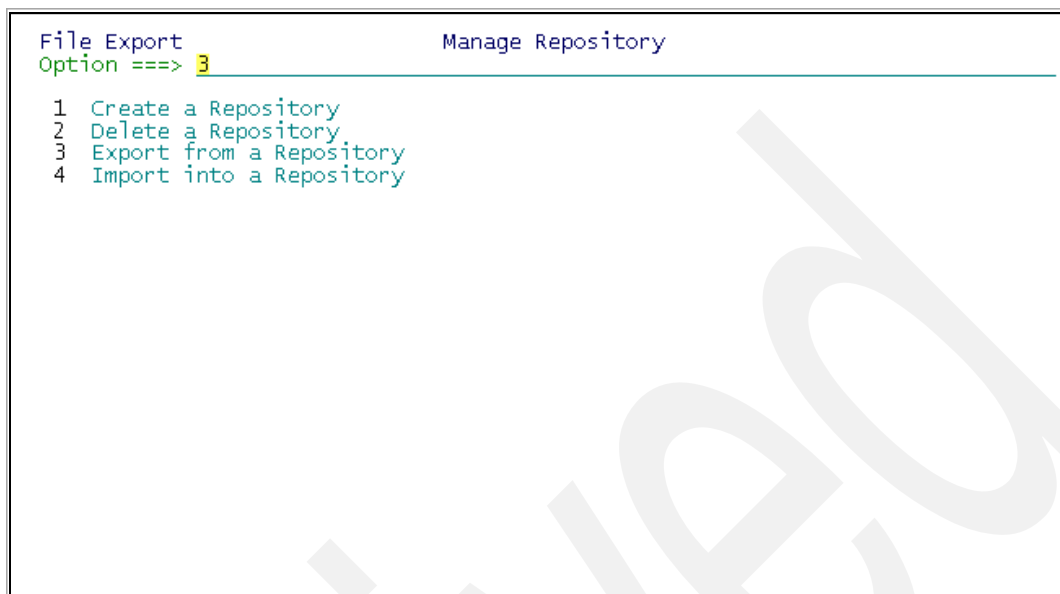 File Export Manage Repository
Option ===> 3
1 Create a Repository
2 Delete a Repository
3 Export from a Repository
4 Import into a Repository